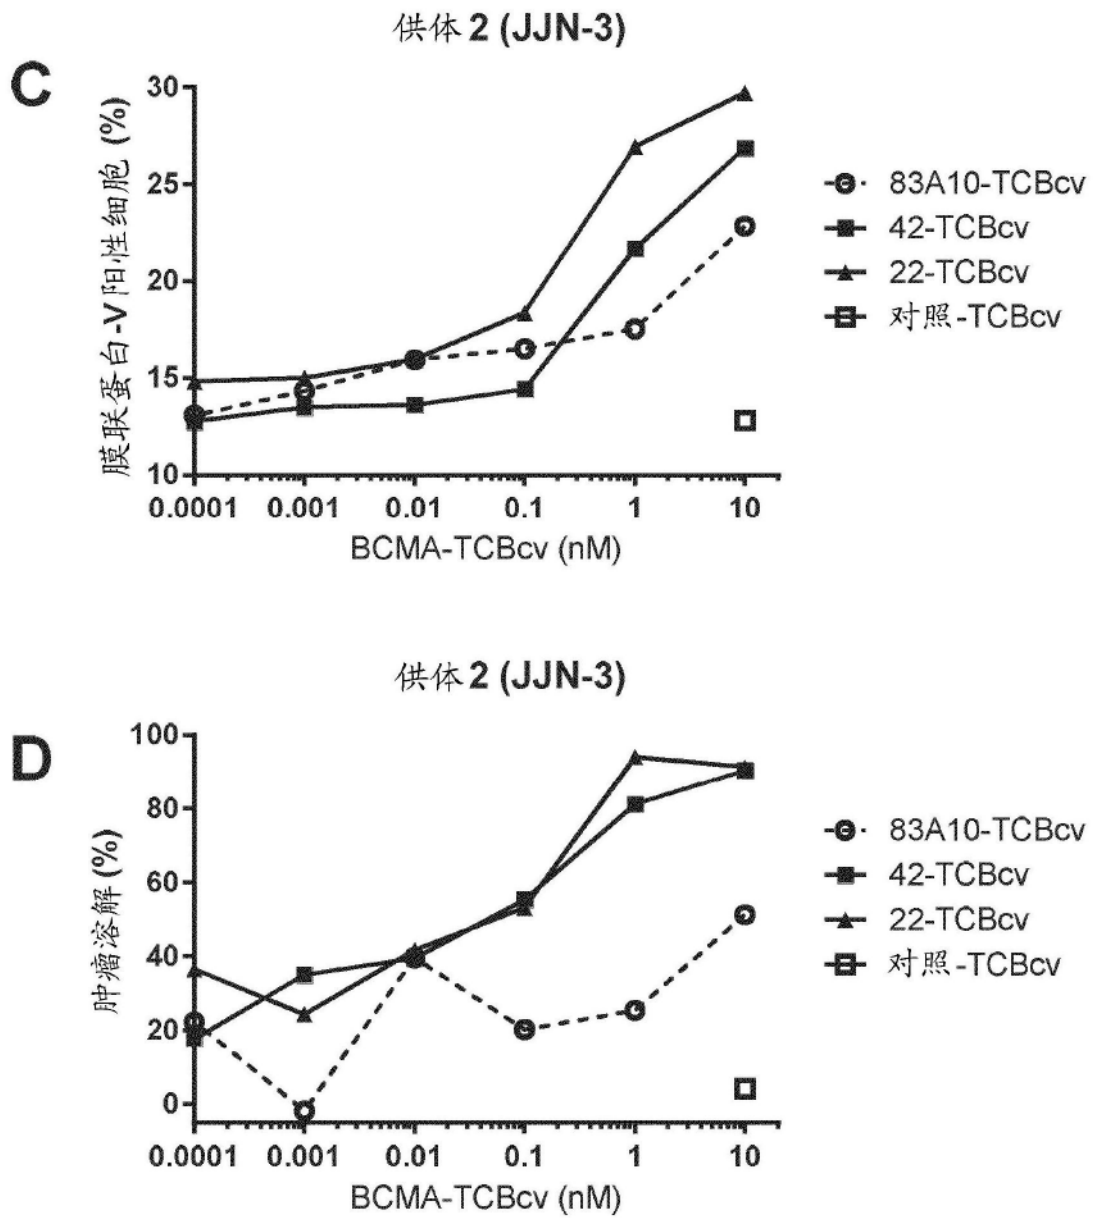 供体 2 (JJN-3)
C
膜联蛋白-V阳性细胞 (%)
30
25
20
15
10
0.0001 0.001 0.01 0.1 1 10
BCMA-TCBcv (nM)
83A10-TCBcv
42-TCBcv
22-TCBcv
对照-TCBcv
供体 2 (JJN-3)
D
肿瘤溶解 (%)
100
80
60
40
20
0
0.0001 0.001 0.01 0.1 1 10
BCMA-TCBcv (nM)
83A10-TCBcv
42-TCBcv
22-TCBcv
对照-TCBcv